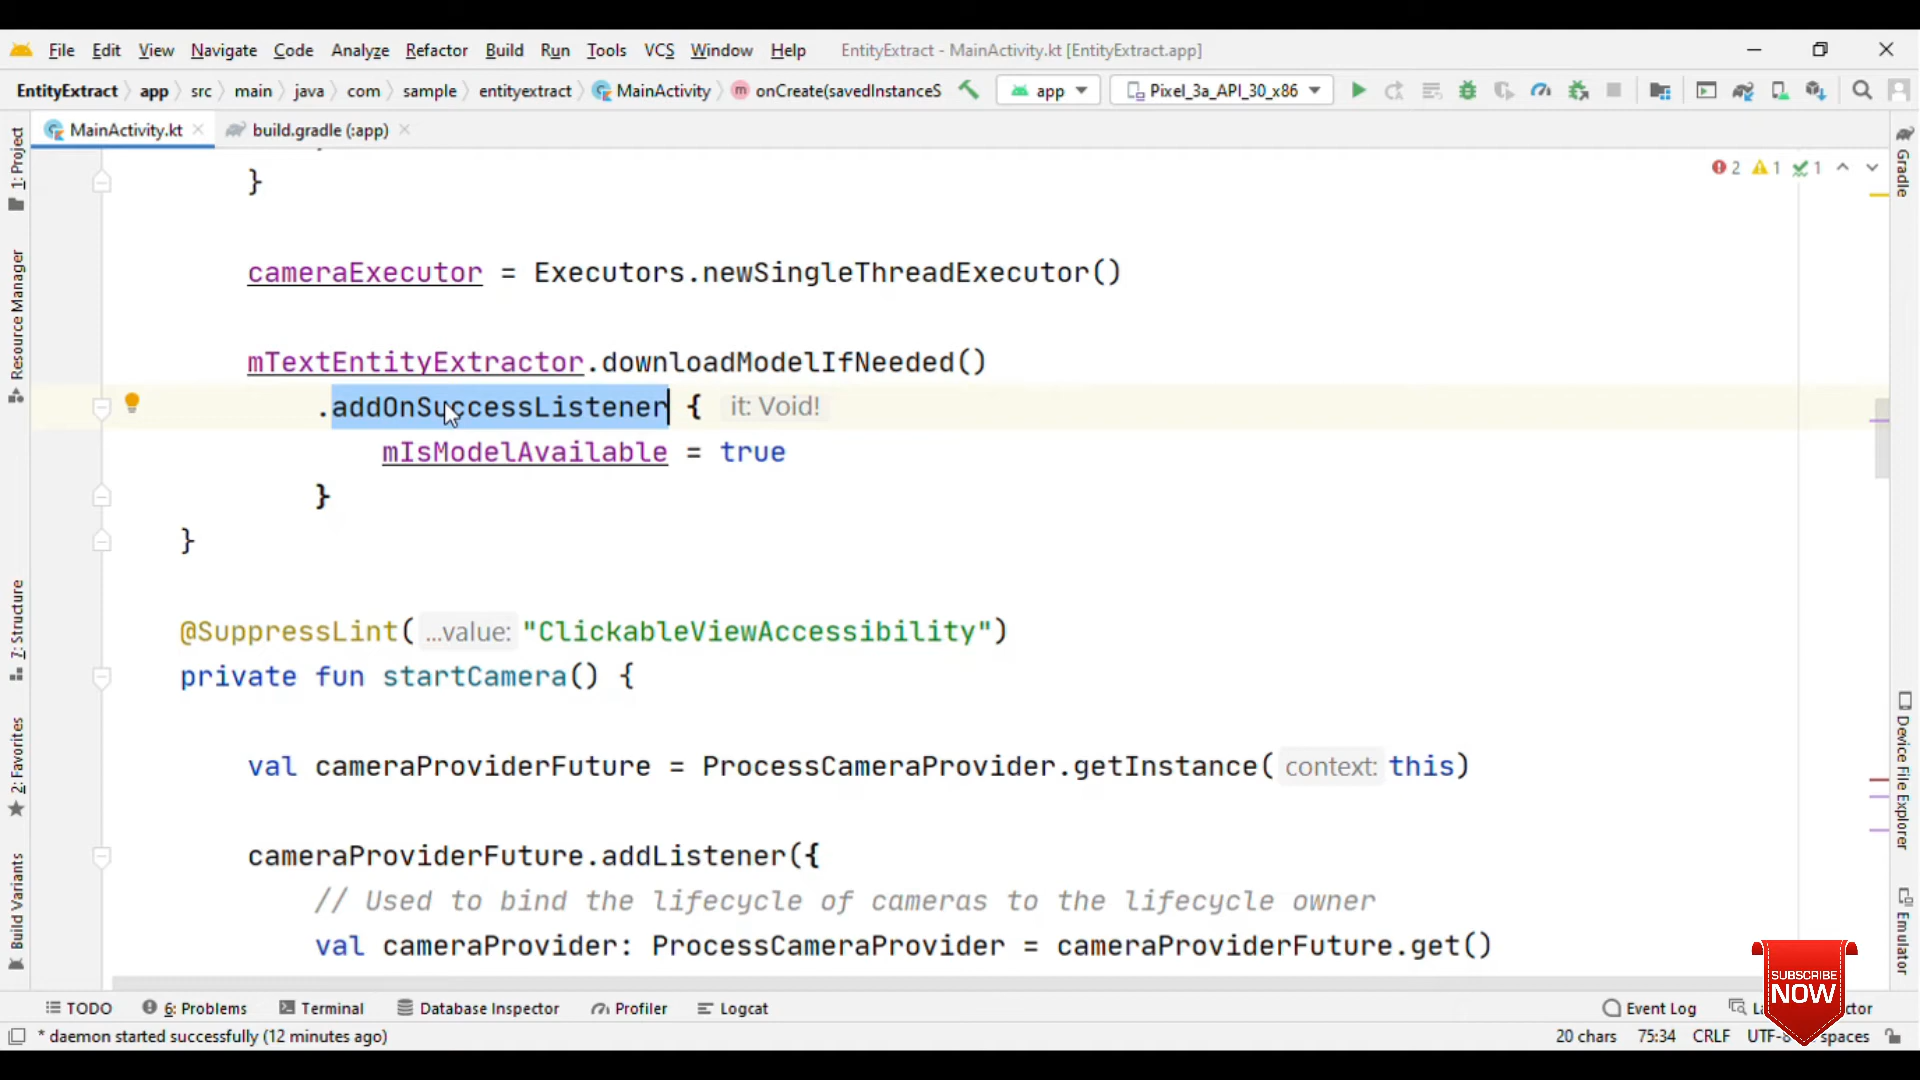 File Edit View Navigate Code Analyze Refactor Build Run Tools VCS Window Help EntityExtract - MainActivity.kt [EntityExtract.app]
EntityExtract app src main java com sample entityextract MainActivity onCreate(savedInstanceS app Pixel_3a_API_30_x86
MainActivity.kt build.gradle (:app)
1: Project
Resource Manager
7: Structure
2: Favorites
Build Variants
2 1 1
}
cameraExecutor = Executors.newSingleThreadExecutor()
mTextEntityExtractor.downloadModelIfNeeded()
.addOnSuccessListener { it: Void!
mIsModelAvailable = true
}
}
@SuppressLint( ...value: "ClickableViewAccessibility")
private fun startCamera() {
val cameraProviderFuture = ProcessCameraProvider.getInstance( context: this)
cameraProviderFuture.addListener({
// Used to bind the lifecycle of cameras to the lifecycle owner
val cameraProvider: ProcessCameraProvider = cameraProviderFuture.get()
Gradle
Device File Explorer
Emulator
SUBSCRIBE
NOW
TODO 6: Problems Terminal Database Inspector Profiler Logcat Event Log
* daemon started successfully (12 minutes ago) 20 chars 75:34 CRLF spaces